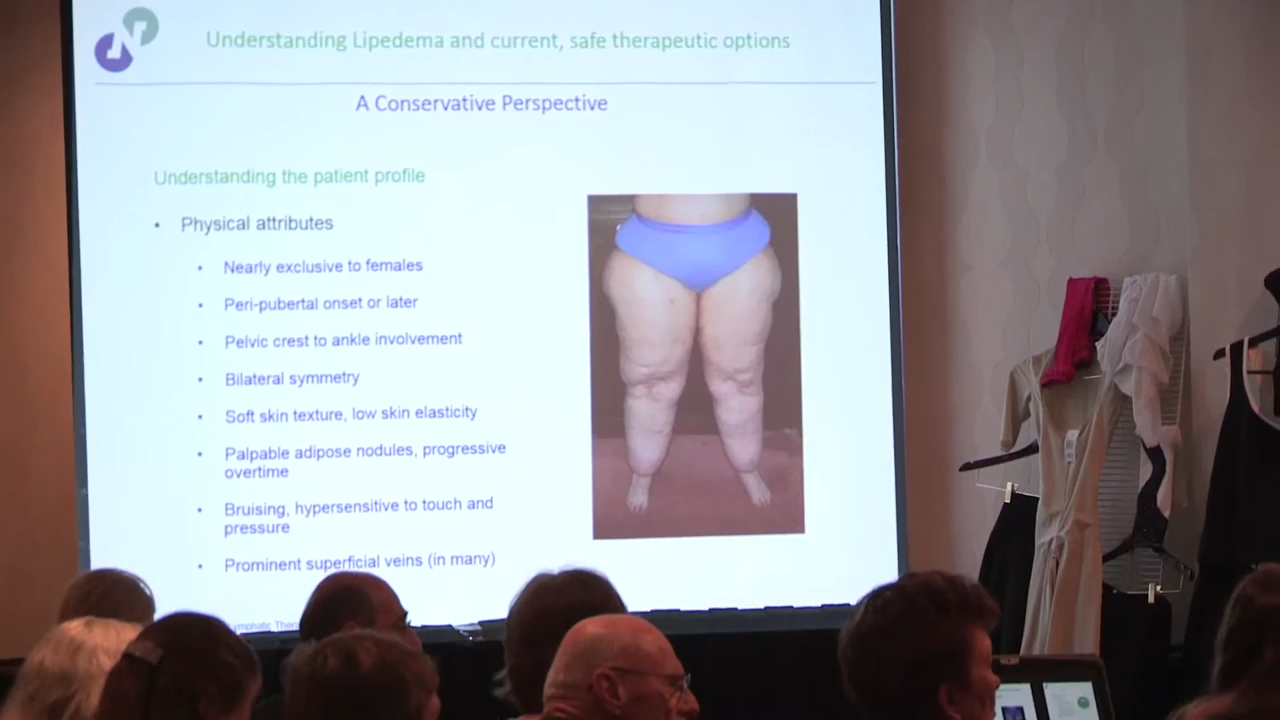 Understanding Lipedema and current, safe therapeutic options
A Conservative Perspective
Understanding the patient profile
• Physical attributes
• Nearly exclusive to females
• Peri-pubertal onset or later
• Pelvic crest to ankle involvement
• Bilateral symmetry
• Soft skin texture, low skin elasticity
• Palpable adipose nodules, progressive
overtime
• Bruising, hypersensitive to touch and
pressure
• Prominent superficial veins (in many)